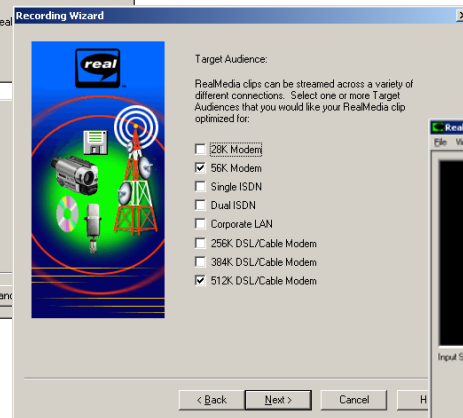 Recording Wizard
real
Target Audience:
RealMedia clips can be streamed across a variety of
different connections. Select one or more Target
Audiences that you would like your RealMedia clip
optimized for:
28K Modem
56K Modem
Single ISDN
Dual ISDN
Corporate LAN
256K DSL/Cable Modem
384K DSL/Cable Modem
512K DSL/Cable Modem
< Back
Next >
Cancel
H
Real
File
Input S